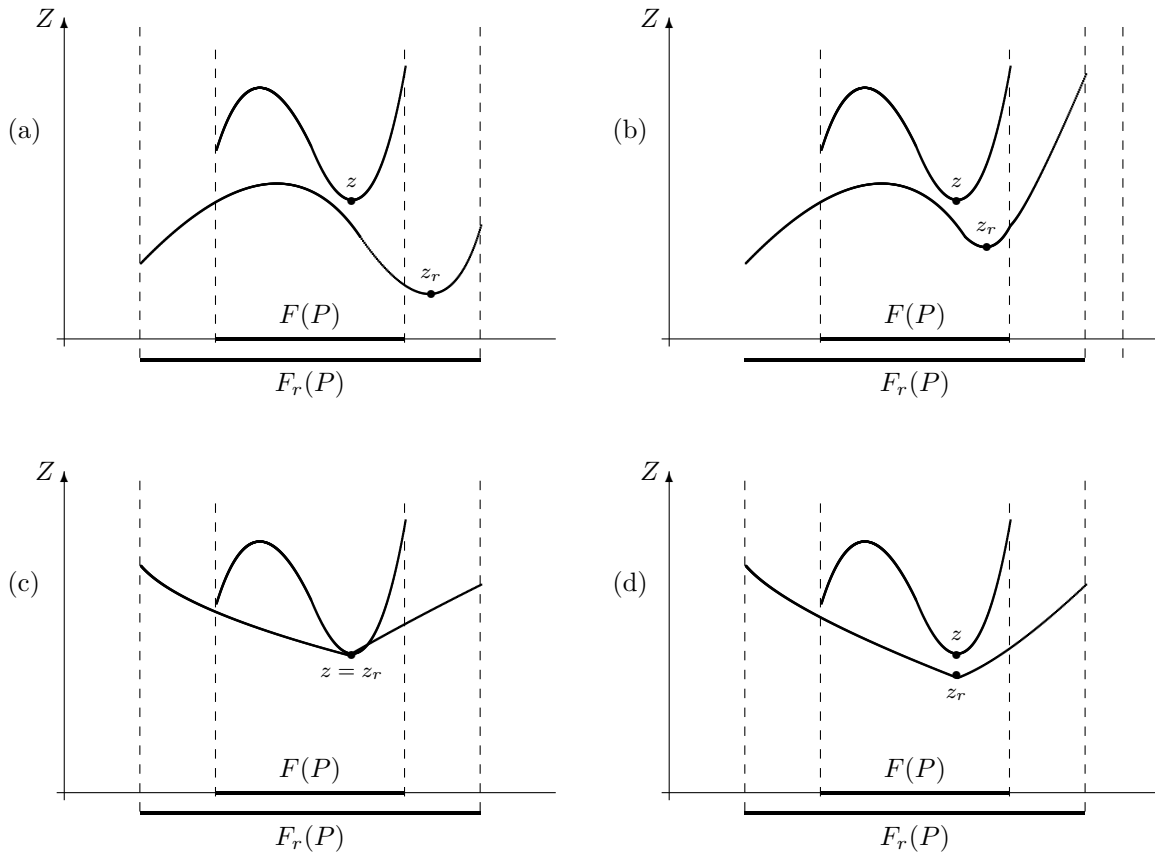 Z
(a)
z
z_r
F(P)
F_r(P)
Z
(b)
z
z_r
F(P)
F_r(P)
Z
(c)
z = z_r
F(P)
F_r(P)
Z
(d)
z
z_r
F(P)
F_r(P)